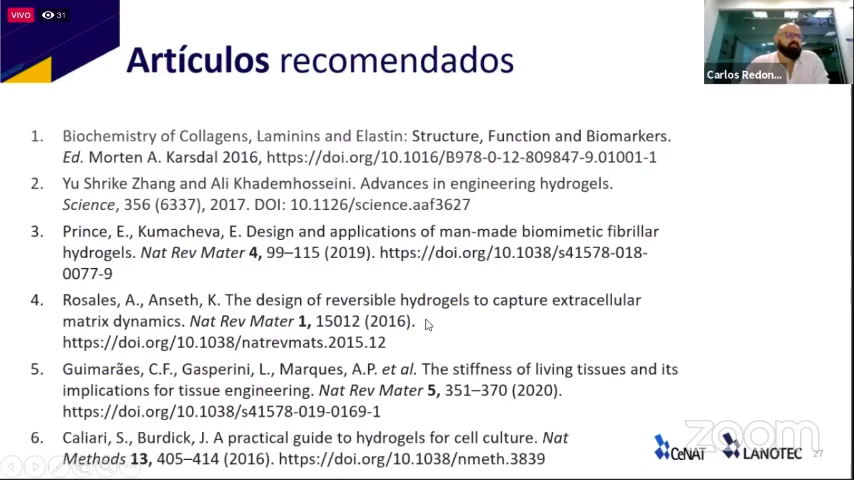 VIVO 31
Artículos recomendados
Carlos Redon...
1. Biochemistry of Collagens, Laminins and Elastin: Structure, Function and Biomarkers.
Ed. Morten A. Karsdal 2016, https://doi.org/10.1016/B978-0-12-809847-9.01001-1
2. Yu Shrike Zhang and Ali Khademhosseini. Advances in engineering hydrogels.
Science, 356 (6337), 2017. DOI: 10.1126/science.aaf3627
3. Prince, E., Kumacheva, E. Design and applications of man-made biomimetic fibrillar
hydrogels. Nat Rev Mater 4, 99–115 (2019). https://doi.org/10.1038/s41578-018-
0077-9
4. Rosales, A., Anseth, K. The design of reversible hydrogels to capture extracellular
matrix dynamics. Nat Rev Mater 1, 15012 (2016).
https://doi.org/10.1038/natrevmats.2015.12
5. Guimarães, C.F., Gasperini, L., Marques, A.P. et al. The stiffness of living tissues and its
implications for tissue engineering. Nat Rev Mater 5, 351–370 (2020).
https://doi.org/10.1038/s41578-019-0169-1
6. Caliari, S., Burdick, J. A practical guide to hydrogels for cell culture. Nat
Methods 13, 405–414 (2016). https://doi.org/10.1038/nmeth.3839
zoom
CeNAT LANOTEC 27